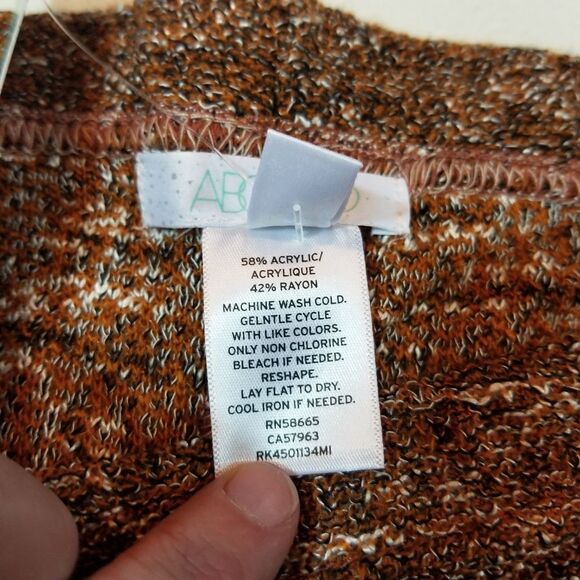 58% ACRYLIC/
ACRYLIQUE
42% RAYON
MACHINE WASH COLD.
GELNTLE CYCLE
WITH LIKE COLORS.
ONLY NON CHLORINE
BLEACH IF NEEDED.
RESHAPE.
LAY FLAT TO DRY.
COOL IRON IF NEEDED.
RN58665
CA57963
RK4501134MI